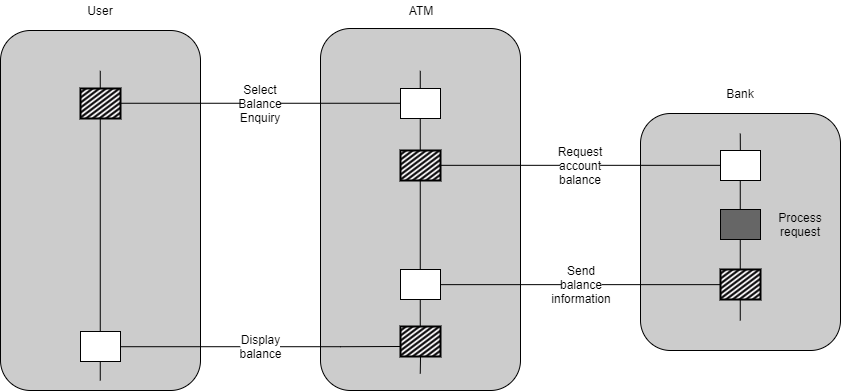 User
ATM
Bank
Select
Balance
Enquiry
Request
account
balance
Process
request
Send
balance
information
Display
balance